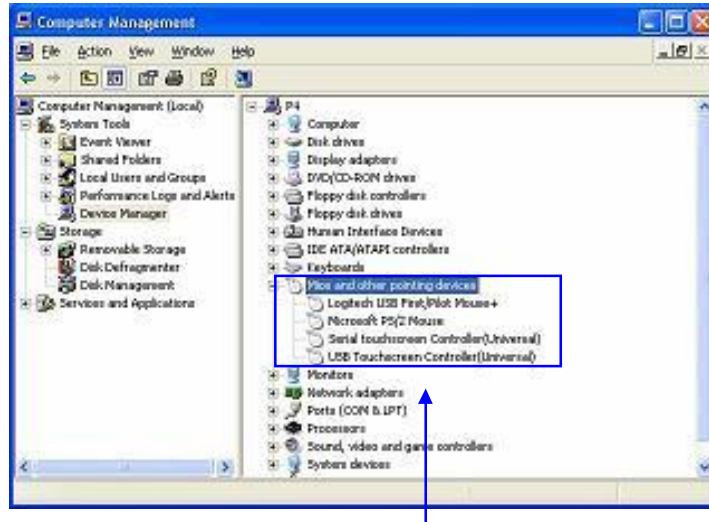 Computer Management
File Action View Window Help
Computer Management (Local)
System Tools
Event Viewer
Shared Folders
Local Users and Groups
Performance Logs and Alerts
Device Manager
Storage
Removable Storage
Disk Defragmenter
Disk Management
Services and Applications
P4
Computer
Disk drives
Display adapters
DVD/CD-ROM drives
Floppy disk controllers
Floppy disk drives
Human Interface Devices
IDE ATA/ATAPI controllers
Keyboards
Mice and other pointing devices
Logitech USB First/Pilot Mouse+
Microsoft PS/2 Mouse
Serial touchscreen Controller(Universal)
USB Touchscreen Controller(Universal)
Monitors
Network adapters
Ports (COM & LPT)
Processors
Sound, video and game controllers
System devices